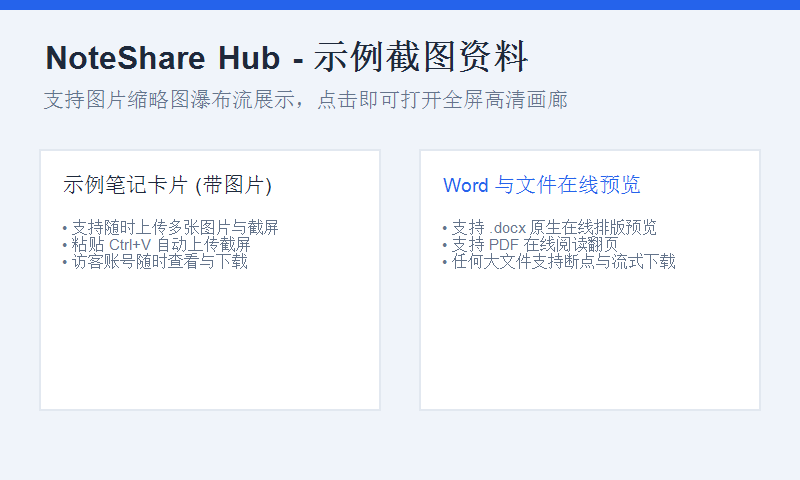 NoteShare Hub - 示例截图资料
支持图片缩略图瀑布流展示，点击即可打开全屏高清画廊
示例笔记卡片 (带图片)
• 支持随时上传多张图片与截屏
• 粘贴 Ctrl+V 自动上传截屏
• 访客账号随时查看与下载
Word 与文件在线预览
• 支持 .docx 原生在线排版预览
• 支持 PDF 在线阅读翻页
• 任何大文件支持断点与流式下载